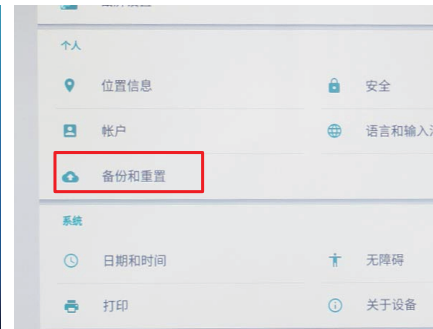 个人
位置信息
安全
帐户
语言和输入
备份和重置
系统
日期和时间
无障碍
打印
关于设备